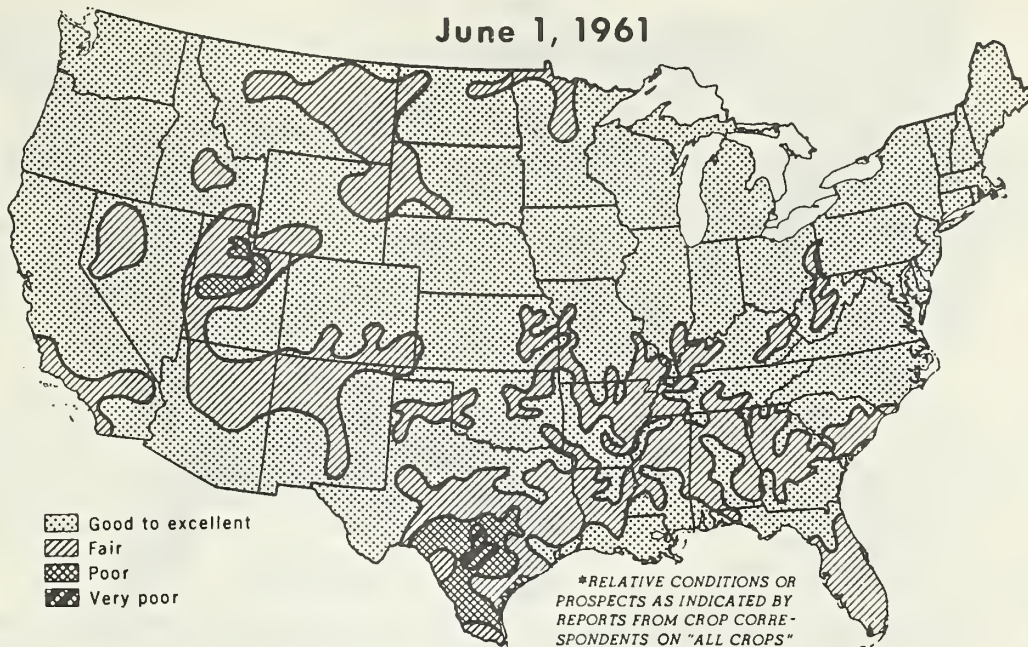 June 1, 1961
Good to excellent
Fair
Poor
Very poor
*RELATIVE CONDITIONS OR
PROSPECTS AS INDICATED BY
REPORTS FROM CROP CORRE-
SPONDENTS ON "ALL CROPS"